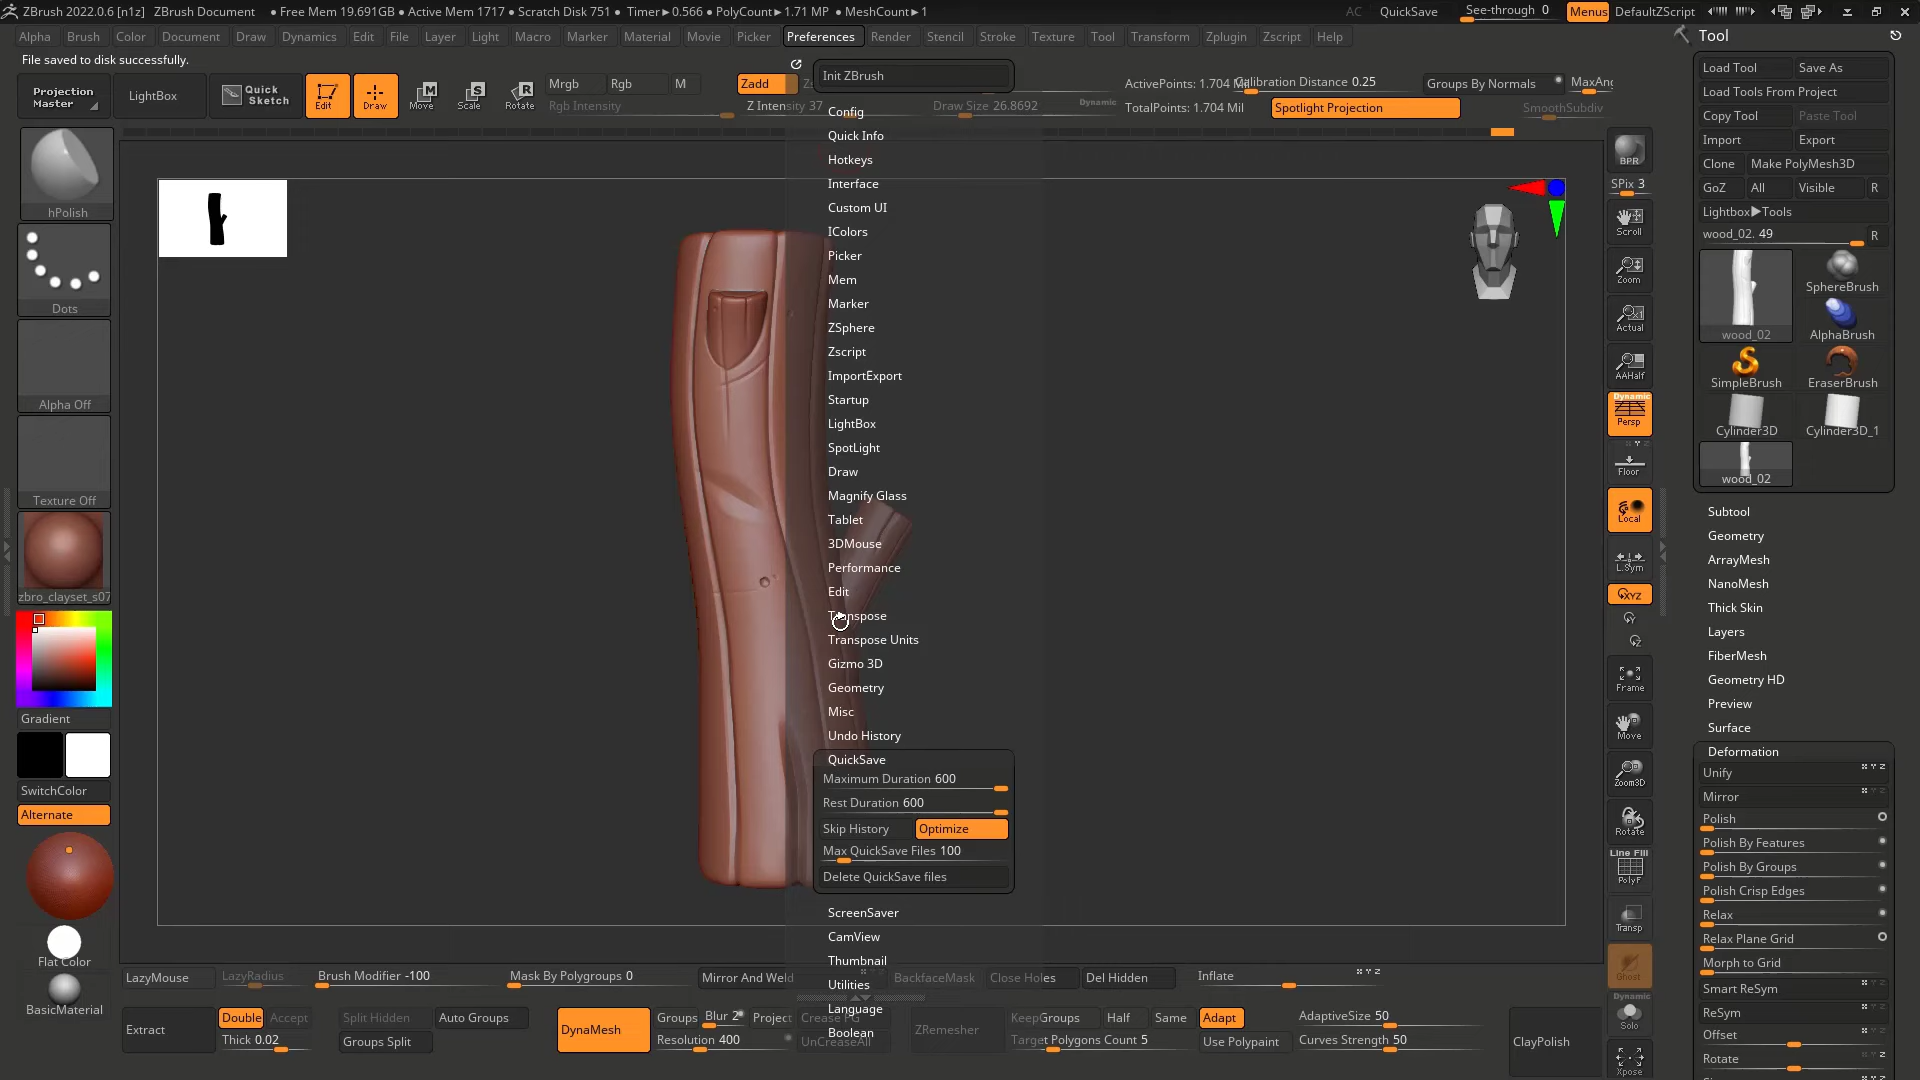 ZBrush 2022.0.6 [n1z]   ZBrush Document   • Free Mem 19.691GB • Active Mem 1717 • Scratch Disk 751 • Timer►0.566 • PolyCount►1.71 MP • MeshCount►1   AC   QuickSave   See-through 0   Menus   DefaultZScript
Alpha Brush Color Document Draw Dynamics Edit File Layer Light Macro Marker Material Movie Picker Preferences Render Stencil Stroke Texture Tool Transform Zplugin Zscript Help
File saved to disk successfully.
Projection Master
LightBox
Quick Sketch
Edit
Draw
Move
Scale
Rotate
Mrgb Rgb M
Rgb Intensity
Zadd
Z Intensity 37
Draw Size 26.8692
Dynamic
ActivePoints: 1.704 Mil
TotalPoints: 1.704 Mil
Calibration Distance 0.25
Spotlight Projection
Groups By Normals
MaxAng
SmoothSubdiv
hPolish
Dots
Alpha Off
Texture Off
zbro_clayset_s07
Gradient
SwitchColor
Alternate
Flat Color
BasicMaterial
Init ZBrush
Config
Quick Info
Hotkeys
Interface
Custom UI
IColors
Picker
Mem
Marker
ZSphere
Zscript
ImportExport
Startup
LightBox
SpotLight
Draw
Magnify Glass
Tablet
3DMouse
Performance
Edit
Transpose
Transpose Units
Gizmo 3D
Geometry
Misc
Undo History
QuickSave
Maximum Duration 600
Rest Duration 600
Skip History Optimize
Max QuickSave Files 100
Delete QuickSave files
ScreenSaver
CamView
Thumbnail
Utilities
Language
Boolean
BPR
SPix 3
Scroll
Zoom
Actual
AAHalf
Dynamic
Persp
Floor
Local
L.Sym
XYZ
Frame
Move
Zoom3D
Rotate
Line Fill
PolyF
Transp
Ghost
Dynamic
Solo
Xpose
Tool
Load Tool Save As
Load Tools From Project
Copy Tool Paste Tool
Import Export
Clone Make PolyMesh3D
GoZ All Visible R
Lightbox►Tools
wood_02. 49 R
wood_02
SphereBrush
AlphaBrush
SimpleBrush
EraserBrush
Cylinder3D
Cylinder3D_1
wood_02
Subtool
Geometry
ArrayMesh
NanoMesh
Thick Skin
Layers
FiberMesh
Geometry HD
Preview
Surface
Deformation
Unify
Mirror
Polish
Polish By Features
Polish By Groups
Polish Crisp Edges
Relax
Relax Plane Grid
Morph to Grid
Smart ReSym
ReSym
Offset
Rotate
LazyMouse LazyRadius Brush Modifier -100 Mask By Polygroups 0 Mirror And Weld BackfaceMask Close Holes Del Hidden Inflate
Extract
Double Accept
Thick 0.02
Split Hidden
Groups Split
Auto Groups
DynaMesh
Groups Blur 2 Project
Resolution 400
Crease PG
UnCreaseAll
ZRemesher
KeepGroups Half Same Adapt
Target Polygons Count 5
Use Polypaint
AdaptiveSize 50
Curves Strength 50
ClayPolish